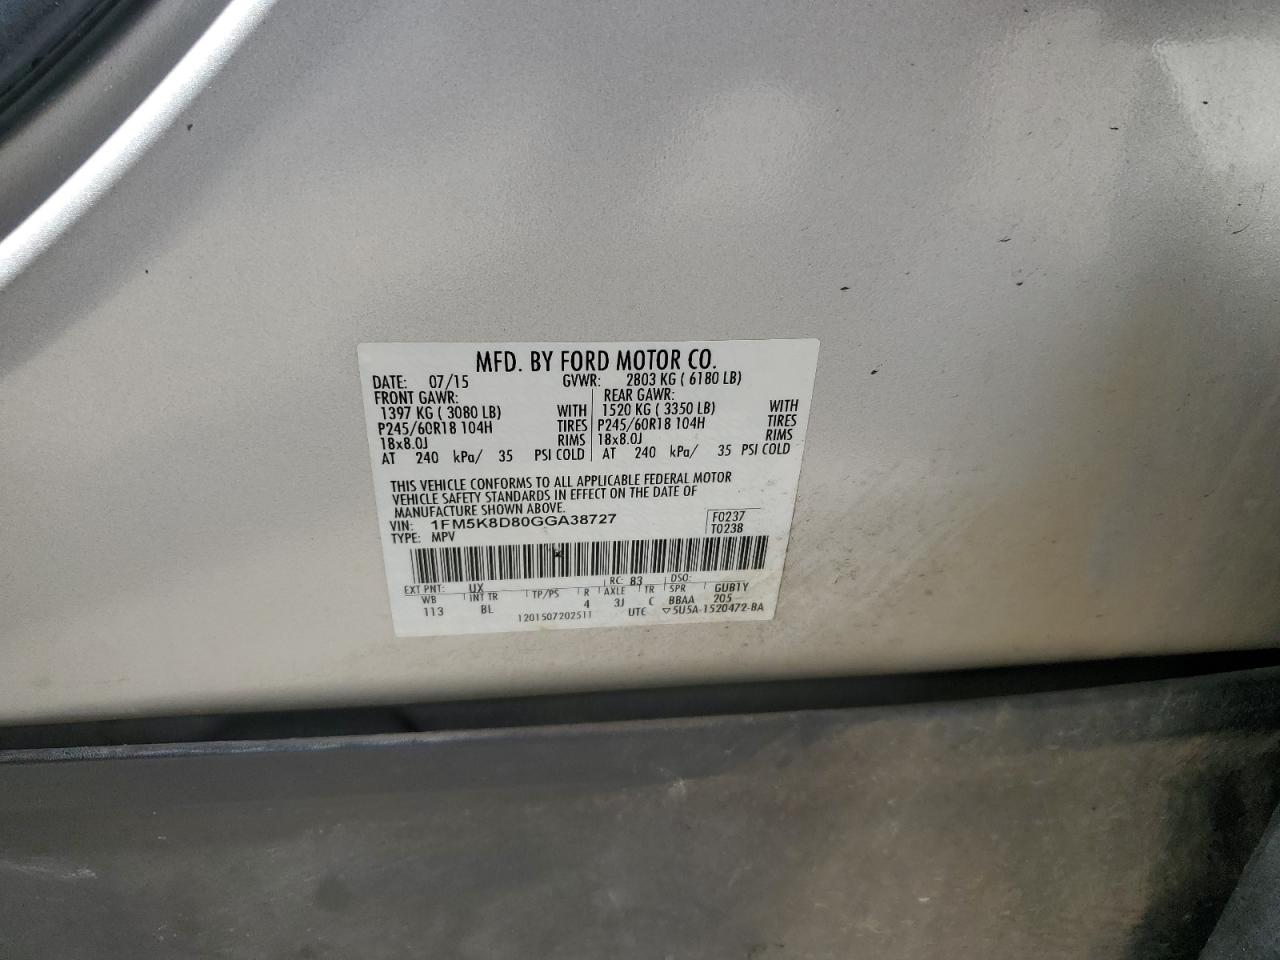 MFD. BY FORD MOTOR CO.
DATE: 07/15 GVWR: 2803 KG ( 6180 LB)
FRONT GAWR: REAR GAWR:
1397 KG ( 3080 LB) WITH 1520 KG ( 3350 LB) WITH
P245/60R18 104H TIRES P245/60R18 104H TIRES
18x8.0J RIMS 18x8.0J RIMS
AT 240 kPa/ 35 PSI COLD AT 240 kPa/ 35 PSI COLD
THIS VEHICLE CONFORMS TO ALL APPLICABLE FEDERAL MOTOR
VEHICLE SAFETY STANDARDS IN EFFECT ON THE DATE OF
MANUFACTURE SHOWN ABOVE.
VIN: 1FM5K8D80GGA38727 F0237
TYPE: MPV T0238
EXT PNT: UX RC: 83 DSO:
WB INT TR TP/PS R AXLE TR SPR GUB1Y
113 BL 4 3J C BBAA 205
1201507202511 UTC ▽5U5A-1520472-BA